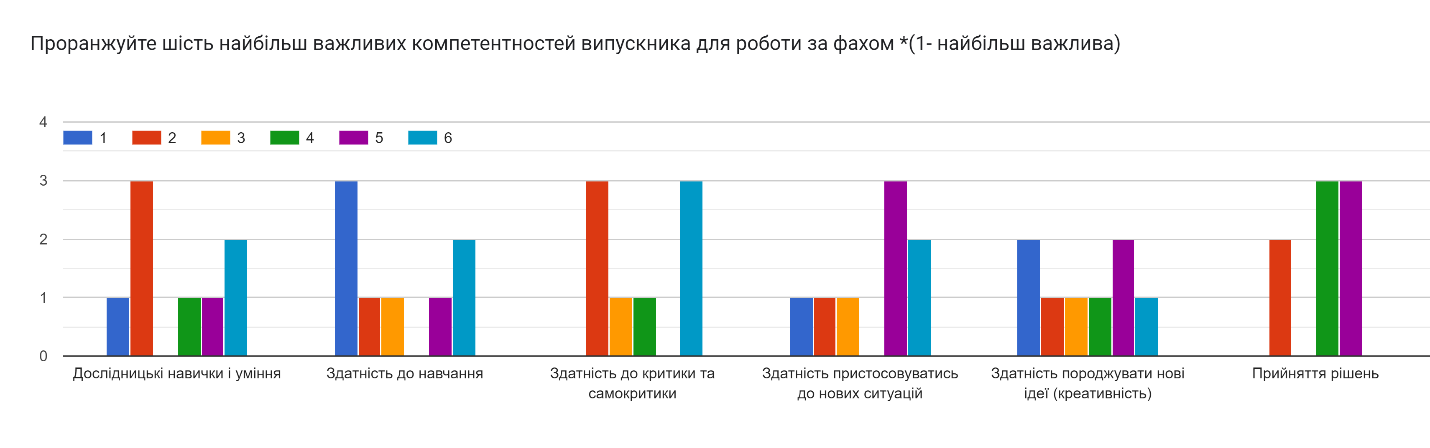 Проранжуйте шість найбільш важливих компетентностей випускника для роботи за фахом *(1- найбільш важлива)
4
1 2 3 4 5 6
3
2
1
0
Дослідницькі навички і уміння
Здатність до навчання
Здатність до критики та
самокритики
Здатність пристосовуватись
до нових ситуацій
Здатність породжувати нові
ідеї (креативність)
Прийняття рішень